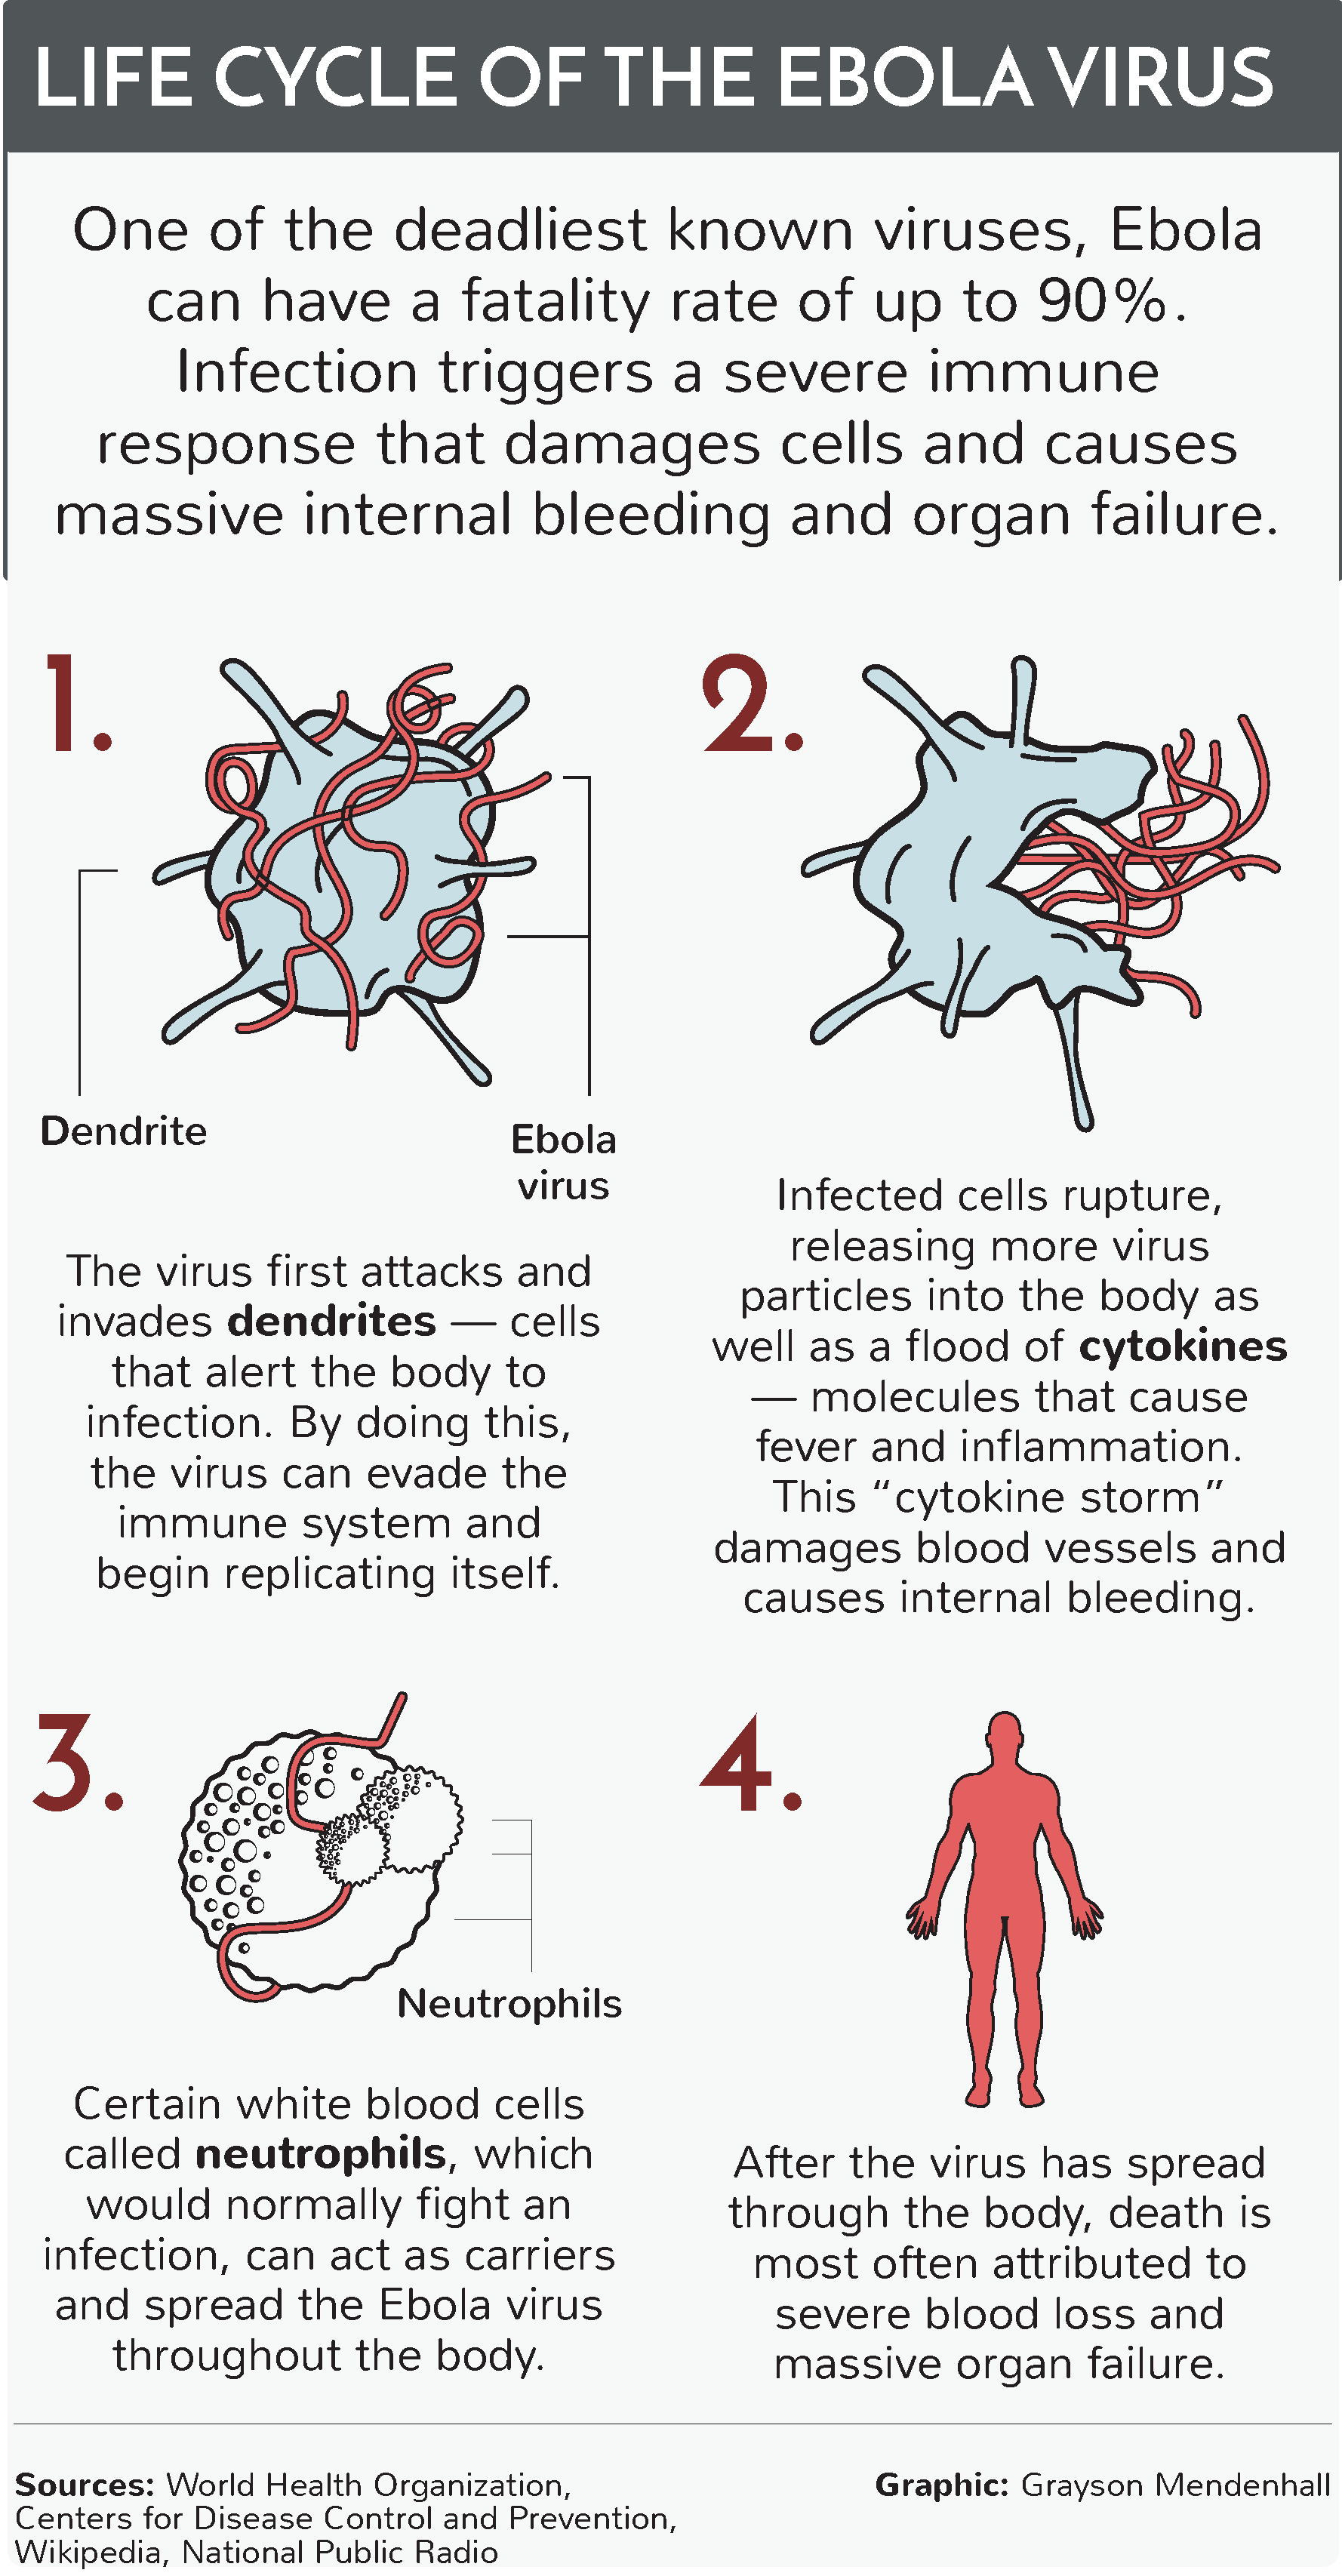 LIFE CYCLE OF THE EBOLA VIRUS
One of the deadliest known viruses, Ebola
can have a fatality rate of up to 90%.
Infection triggers a severe immune
response that damages cells and causes
massive internal bleeding and organ failure.
1.
Dendrite
Ebola
virus
The virus first attacks and
invades dendrites — cells
that alert the body to
infection. By doing this,
the virus can evade the
immune system and
begin replicating itself.
2.
Infected cells rupture,
releasing more virus
particles into the body as
well as a flood of cytokines
— molecules that cause
fever and inflammation.
This “cytokine storm”
damages blood vessels and
causes internal bleeding.
3.
Neutrophils
Certain white blood cells
called neutrophils, which
would normally fight an
infection, can act as carriers
and spread the Ebola virus
throughout the body.
4.
After the virus has spread
through the body, death is
most often attributed to
severe blood loss and
massive organ failure.
Sources: World Health Organization,
Centers for Disease Control and Prevention,
Wikipedia, National Public Radio
Graphic: Grayson Mendenhall